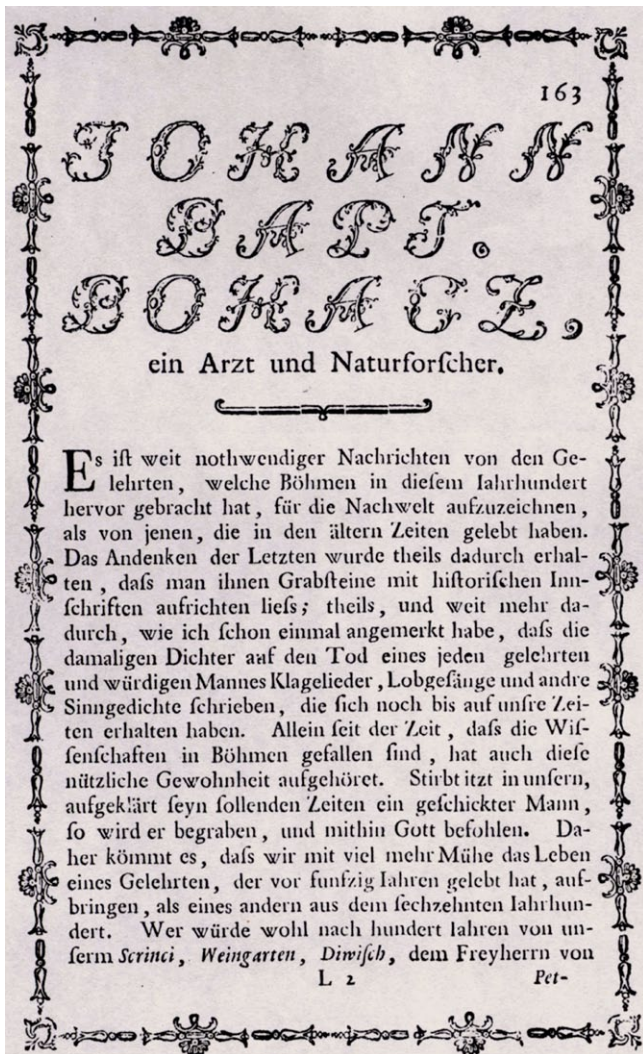 163
JOHANN
BAPT.
BOHACZ,
ein Arzt und Naturforſcher.
Es iſt weit nothwendiger Nachrichten von den Ge-
lehrten, welche Böhmen in dieſem Iahrhundert
hervor gebracht hat, für die Nachwelt aufzuzeichnen,
als von jenen, die in den ältern Zeiten gelebt haben.
Das Andenken der Letzten wurde theils dadurch erhal-
ten, daſs man ihnen Grabſteine mit hiſtoriſchen Inn-
ſchriften aufrichten lieſs; theils, und weit mehr da-
durch, wie ich ſchon einmal angemerkt habe, daſs die
damaligen Dichter auf den Tod eines jeden gelehrten
und würdigen Mannes Klagelieder, Lobgeſänge und andre
Sinngedichte ſchrieben, die ſich noch bis auf unſre Zei-
ten erhalten haben. Allein ſeit der Zeit, daſs die Wiſ-
ſenſchaften in Böhmen gefallen ſind, hat auch dieſe
nützliche Gewohnheit aufgehöret. Stirbt itzt in unſern,
aufgeklärt ſeyn ſollenden Zeiten ein geſchickter Mann,
ſo wird er begraben, und mithin Gott befohlen. Da-
her kömmt es, daſs wir mit viel mehr Mühe das Leben
eines Gelehrten, der vor funfzig Iahren gelebt hat, auf-
bringen, als eines andern aus dem ſechzehnten Iahrhun-
dert. Wer würde wohl nach hundert Iahren von un-
ſerm Scrinci, Weingarten, Diwiſch, dem Freyherrn von
L 2 Pet-